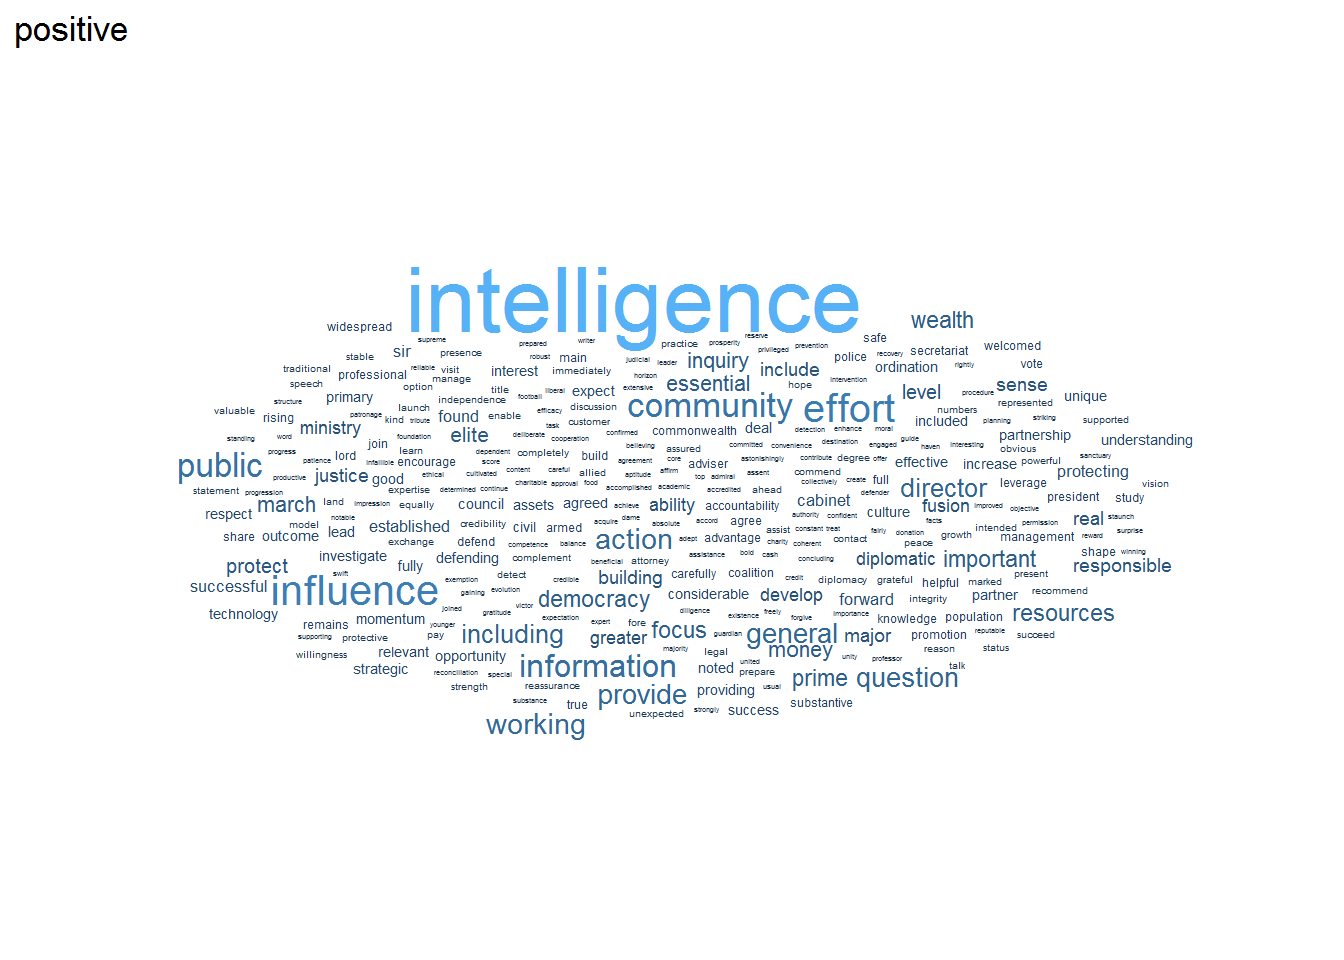 positive
intelligence
widespread
wealth
supreme
prepared
writer
practice
prosperity
reserve
safe
stable
sir
presence
robust
main
judicial
leader
inquiry
privileged
prevention
police
recovery
secretariat
welcomed
traditional
professional
reliable
visit
interest
immediately
horizon
essential
include
ordination
rightly
vote
speech
option
manage
title
liberal
expect
extensive
hope
intervention
level
procedure
sense
structure
primary
independence
football
community
effort
represented
unique
valuable
rising
patronage
launch
kind
tribute
found
enable
efficacy
discussion
numbers
planning
striking
supported
ministry
task
customer
included
standing
word
join
foundation
elite
deliberate
cooperation
confirmed
commonwealth
deal
detection
enhance
moral
guide
partnership
understanding
progress
learn
dependent
completely
believing
assured
committed
convenience
destination
engaged
haven
interesting
obvious
public
patience
lord
infallible
encourage
score
build
agreement
core
adviser
astonishingly
contribute
degree
offer
effective
increase
powerful
sanctuary
productive
justice
good
ethical
cultivated
content
careful
allied
aptitude
affirm
top
admiral
assent
commend
collectively
create
full
leverage
protecting
vision
statement
progression
expertise
determined
continue
charitable
approval
food
accomplished
academic
accredited
ahead
defender
director
president
study
march
land
impression
equally
council
assets
agreed
achieve
ability
accountability
cabinet
fusion
improved
objective
respect
notable
authority
confident
culture
facts
permission
real
staunch
model
established
credibility
civil
armed
acquire
dame
absolute
accord
agree
assist
constant
treat
fairly
donation
intended
surprise
share
outcome
lead
exchange
defend
competence
balance
action
adept
advantage
charity
coherent
contact
peace
growth
management
reward
investigate
defending
complement
beneficial
attorney
assistance
bold
cash
concluding
diplomatic
important
shape
winning
protect
swift
fully
detect
credible
building
carefully
coalition
credit
diplomacy
grateful
helpful
marked
present
responsible
successful
influence
exemption
gaining
evolution
democracy
considerable
develop
forward
integrity
partner
recommend
technology
joined
gratitude
victor
diligence
existence
freely
forgive
importance
knowledge
population
resources
remains
momentum
younger
expectation
expert
fore
focus
guardian
general
major
promotion
reputable
succeed
supporting
protective
pay
including
greater
majority
legal
money
reason
status
willingness
relevant
opportunity
united
unity
professor
talk
strategic
reconciliation
special
information
noted
prepare
prime
question
strength
reassurance
provide
providing
usual
substance
true
unexpected
strongly
success
substantive
working